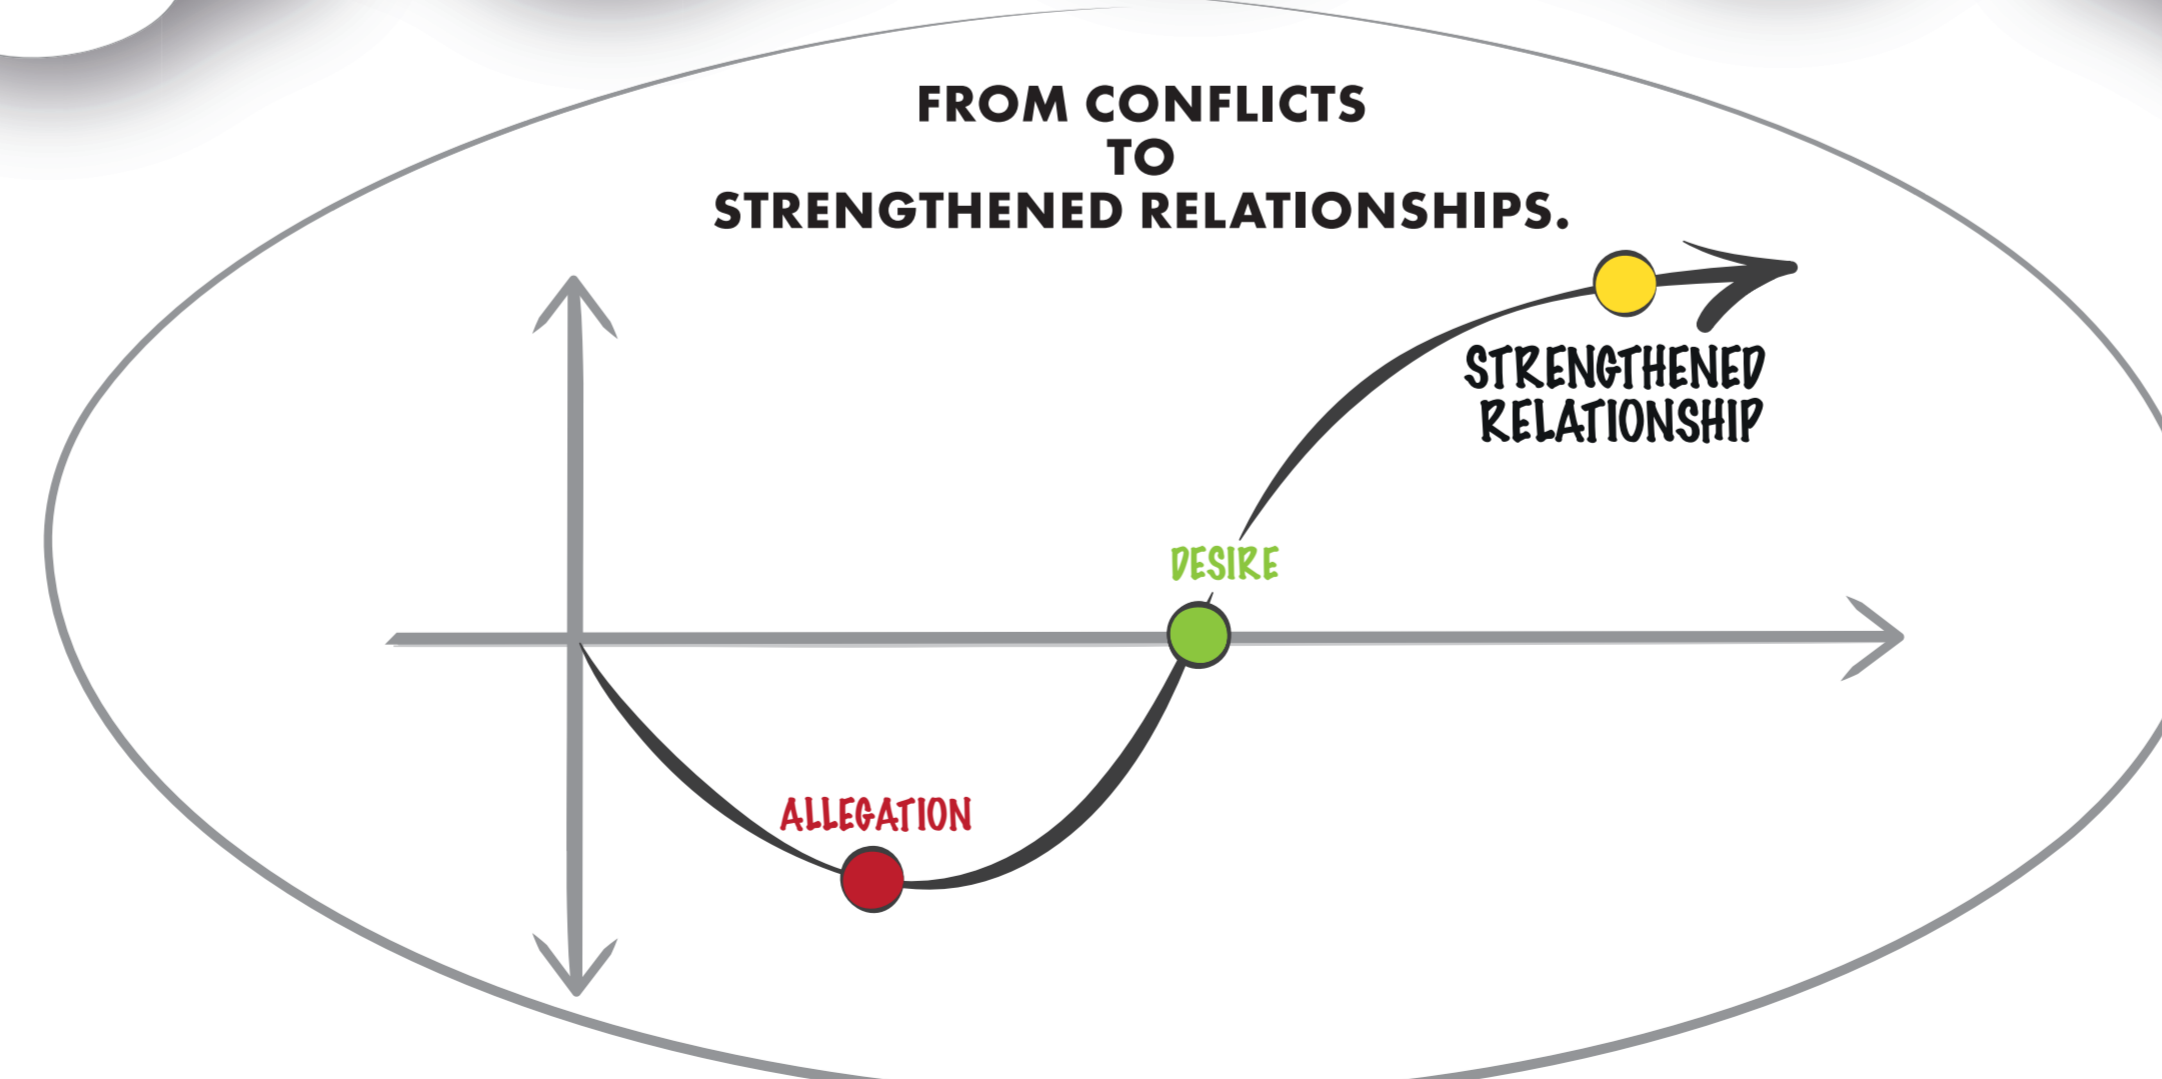 FROM CONFLICTS
TO
STRENGTHENED RELATIONSHIPS.
STRENGTHENED
RELATIONSHIP
DESIRE
ALLEGATION